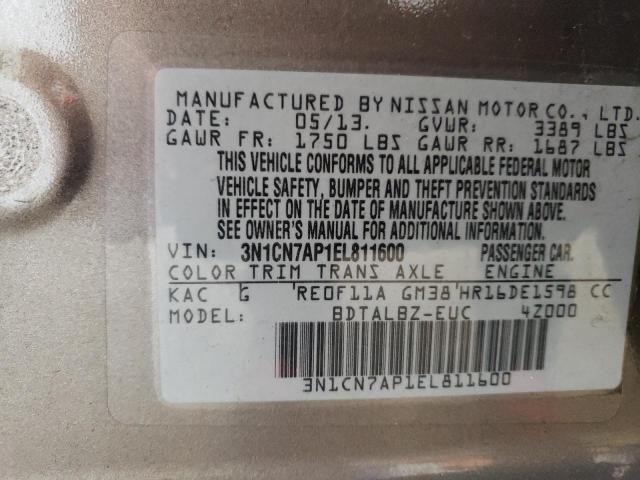 MANUFACTURED BY NISSAN MOTOR CO., LTD.
DATE: 05/13. GVWR: 3389 LBS
GAWR FR: 1750 LBS GAWR RR: 1687 LBS
THIS VEHICLE CONFORMS TO ALL APPLICABLE FEDERAL MOTOR
VEHICLE SAFETY, BUMPER AND THEFT PREVENTION STANDARDS
IN EFFECT ON THE DATE OF MANUFACTURE SHOWN ABOVE.
SEE OWNER'S MANUAL FOR ADDITIONAL INFORMATION.
VIN: 3N1CN7AP1EL811600 PASSENGER CAR.
COLOR TRIM TRANS AXLE ENGINE
KAC G 'RE0F11A GM38'HR16DE1598 CC
MODEL: BDTALBZ-EUC 4Z000
3N1CN7AP1EL811600